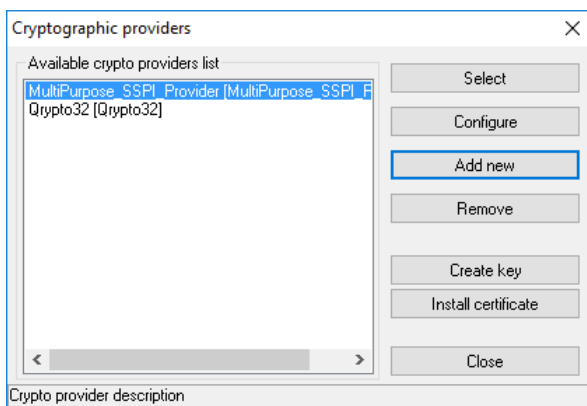 Cryptographic providers
Available crypto providers list
MultiPurpose_SSPI_Provider [MultiPurpose_SSPI_P
Qrypto32 [Qrypto32]
Select
Configure
Add new
Remove
Create key
Install certificate
Close
Crypto provider description